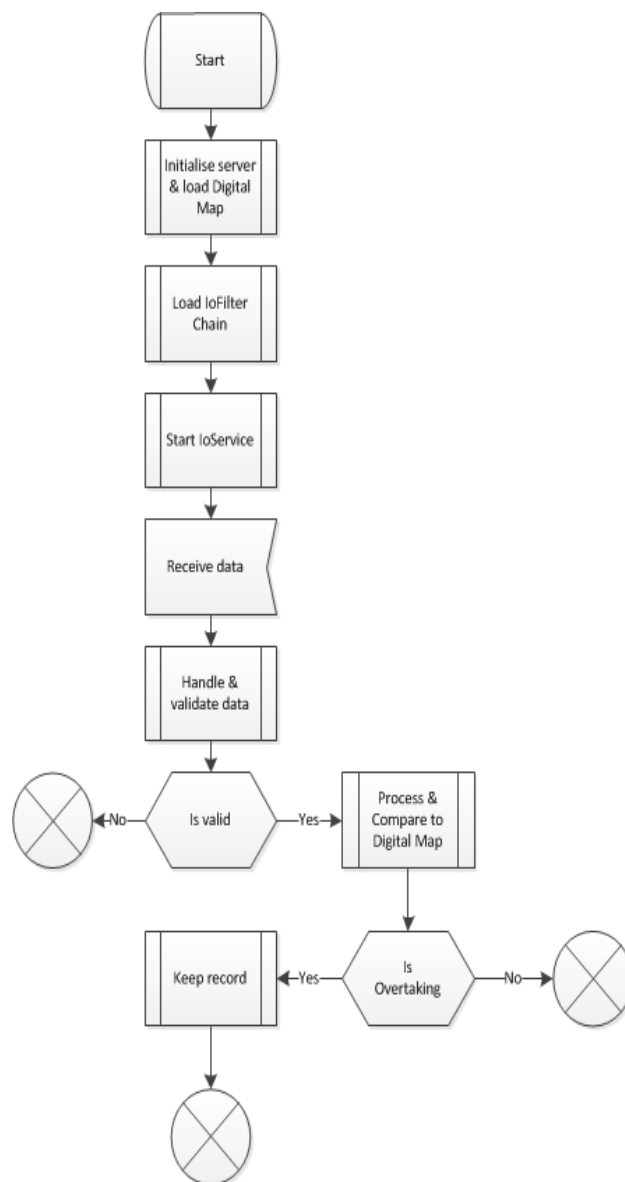 Start
Initialise server
& load Digital
Map
Load IoFilter
Chain
Start IoService
Receive data
Handle &
validate data
No
Is valid
Yes
Process &
Compare to
Digital Map
Keep record
Yes
Is
Overtaking
No